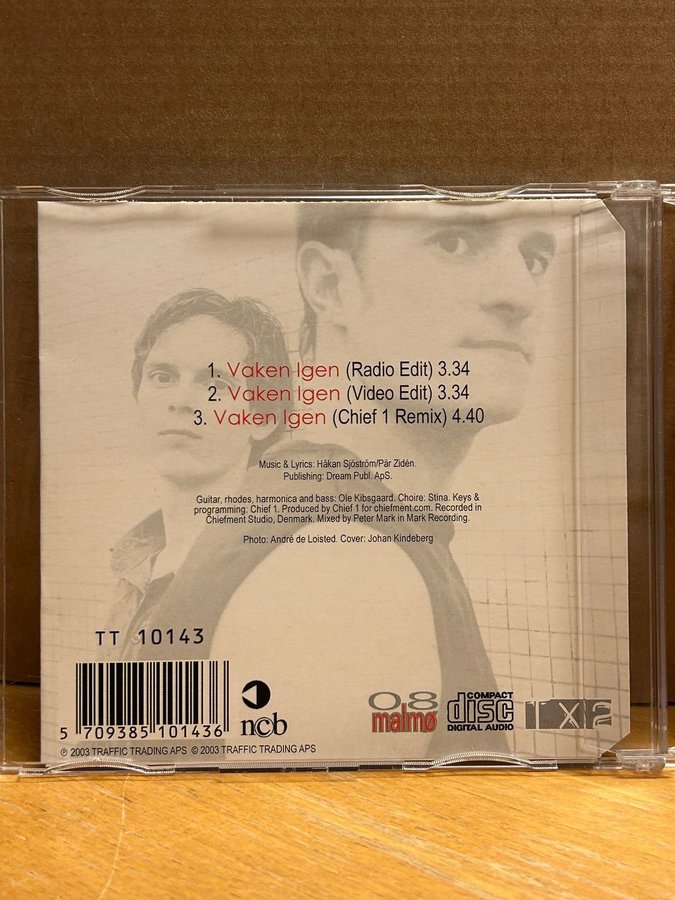 1. Vaken Igen (Radio Edit) 3.34
2. Vaken Igen (Video Edit) 3.34
3. Vaken Igen (Chief 1 Remix) 4.40
Music & Lyrics: Håkan Sjöström/Pär Zidén.
Publishing: Dream Publ. ApS.
Guitar, rhodes, harmonica and bass: Ole Kibsgaard. Choire: Stina. Keys &
programming: Chief 1. Produced by Chief 1 for chiefment.com. Recorded in
Chiefment Studio, Denmark. Mixed by Peter Mark in Mark Recording.
Photo: André de Loisted. Cover: Johan Kindeberg
TT 10143
5 709385 101436
ncb
08
malmø
COMPACT
disc
DIGITAL AUDIO
1 X 2
℗ 2003 TRAFFIC TRADING APS © 2003 TRAFFIC TRADING APS